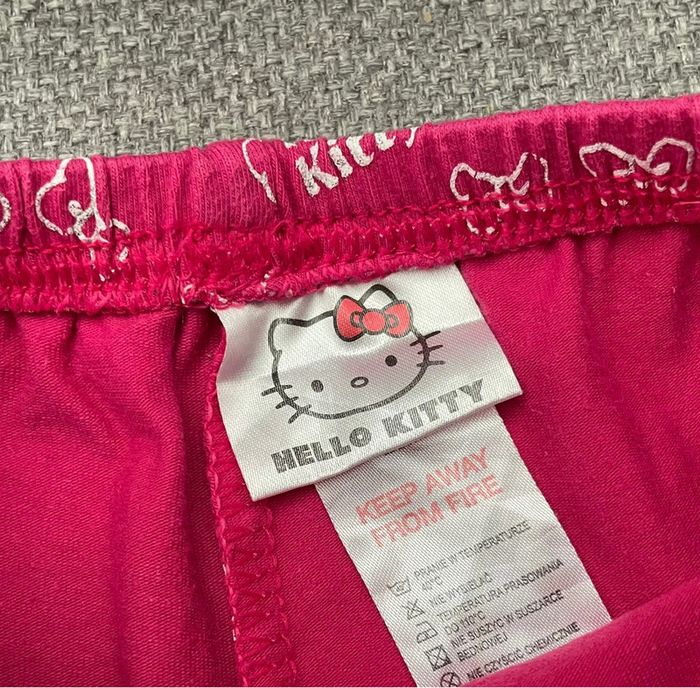 Kitty
HELLO KITTY
KEEP AWAY
FROM FIRE
PRANIE W TEMPERATURZE
40°C
NIE WYBIELAĆ
TEMPERATURA PRASOWANIA
DO 110°C
NIE SUSZYĆ W SUSZARCE
BĘDNOWEJ
NIE CZYŚCIĆ CHEMICZNIE